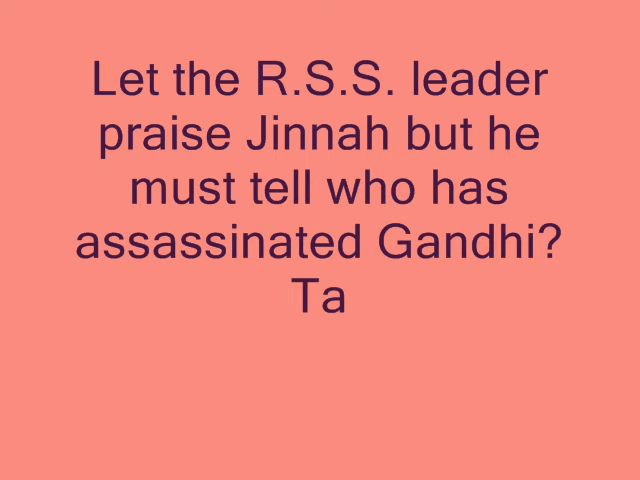 Let the R.S.S. leader
praise Jinnah but he
must tell who has
assassinated Gandhi?
Ta